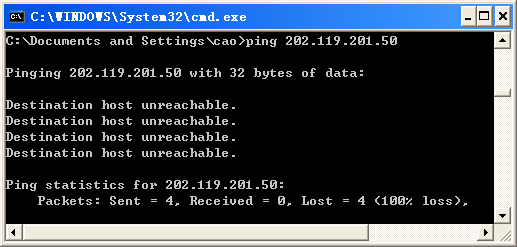 C:\WINDOWS\System32\cmd.exe
C:\Documents and Settings\cao>ping 202.119.201.50
Pinging 202.119.201.50 with 32 bytes of data:
Destination host unreachable.
Destination host unreachable.
Destination host unreachable.
Destination host unreachable.
Ping statistics for 202.119.201.50:
    Packets: Sent = 4, Received = 0, Lost = 4 (100% loss),